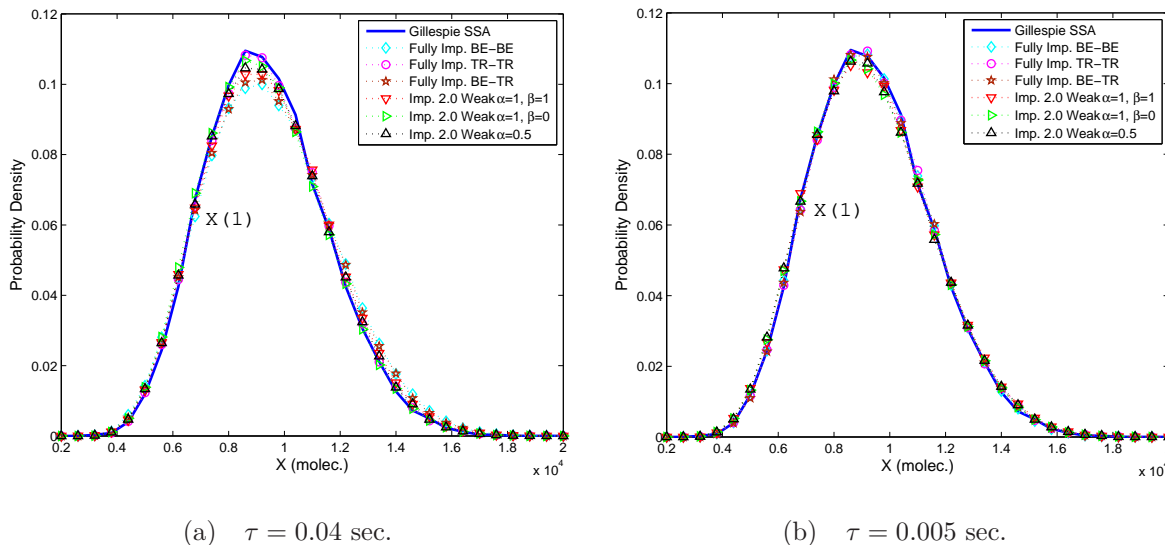 0.12
0.1
0.08
0.06
0.04
0.02
0
Probability Density
0.2 0.4 0.6 0.8 1 1.2 1.4 1.6 1.8 2.0
x 10^4
X (molec.)
X(1)
Gillespie SSA
Fully Imp. BE−BE
Fully Imp. TR−TR
Fully Imp. BE−TR
Imp. 2.0 Weak α=1, β=1
Imp. 2.0 Weak α=1, β=0
Imp. 2.0 Weak α=0.5
(a) τ = 0.04 sec.
0.12
0.1
0.08
0.06
0.04
0.02
0
Probability Density
0.2 0.4 0.6 0.8 1 1.2 1.4 1.6 1.8
x 10
X (molec.)
X(1)
Gillespie SSA
Fully Imp. BE−BE
Fully Imp. TR−TR
Fully Imp. BE−TR
Imp. 2.0 Weak α=1, β=1
Imp. 2.0 Weak α=1, β=0
Imp. 2.0 Weak α=0.5
(b) τ = 0.005 sec.